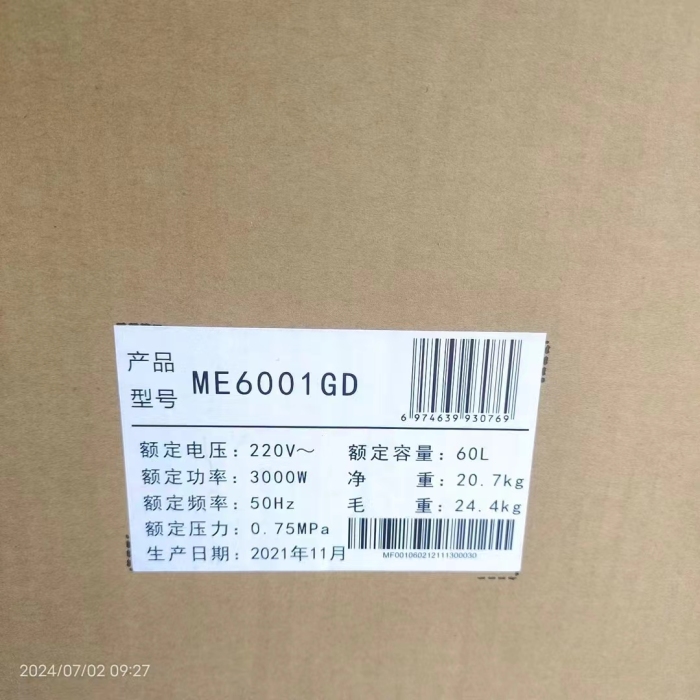 产品
型号 ME6001GD
6 974639 930769
额定电压：220V～ 额定容量：60L
额定功率：3000W 净 重：20.7kg
额定频率：50Hz 毛 重：24.4kg
额定压力：0.75MPa
生产日期：2021年11月
MF001060212111300030
2024/07/02 09:27